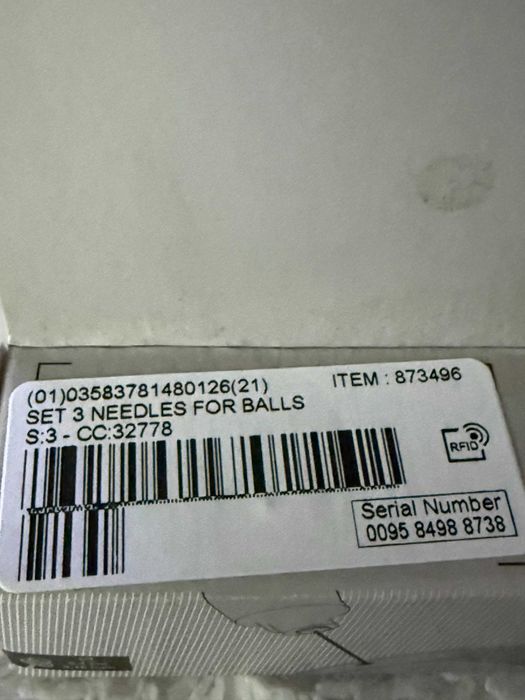 (01)03583781480126(21)
ITEM : 873496
SET 3 NEEDLES FOR BALLS
S:3 - CC:32778
RFID
Serial Number
0095 8498 8738